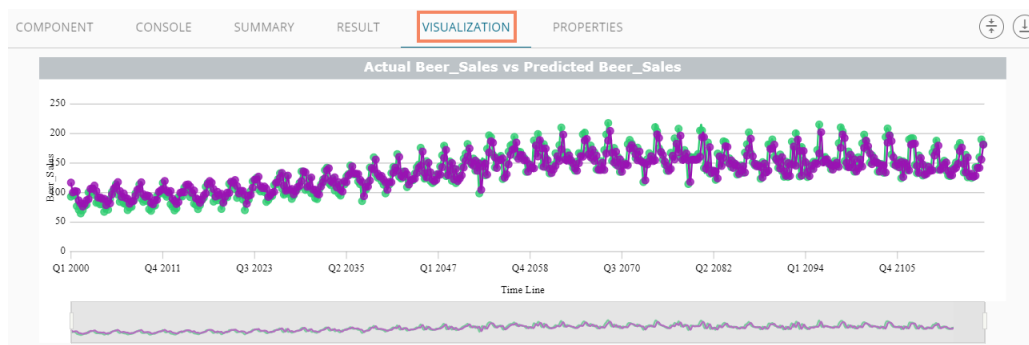 COMPONENT CONSOLE SUMMARY RESULT VISUALIZATION PROPERTIES
Actual Beer_Sales vs Predicted Beer_Sales
250
200
150
100
50
0
Beer_Sales
Q1 2000 Q4 2011 Q3 2023 Q2 2035 Q1 2047 Q4 2058 Q3 2070 Q2 2082 Q1 2094 Q4 2105
Time Line